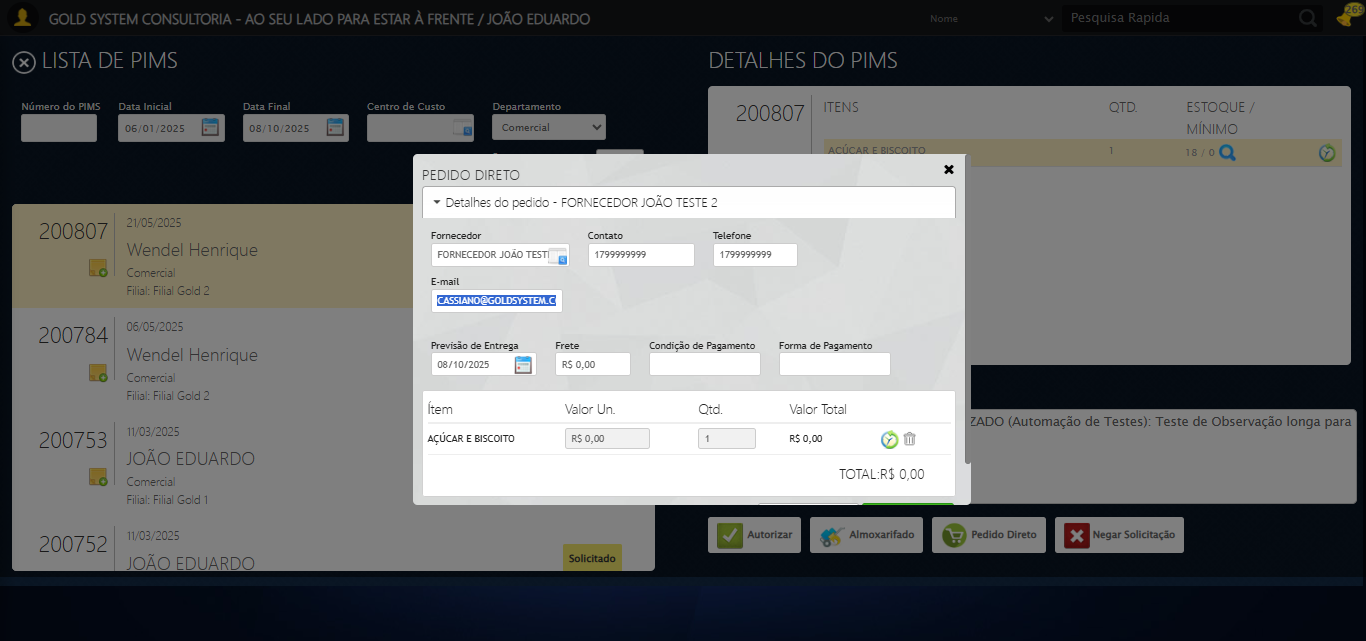 GOLD SYSTEM CONSULTORIA - AO SEU LADO PARA ESTAR À FRENTE / JOÃO EDUARDO
Nome
Pesquisa Rapida
269
LISTA DE PIMS
Número do PIMS
Data Inicial
Data Final
Centro de Custo
Departamento
06/01/2025
08/10/2025
Comercial
200807
21/05/2025
Wendel Henrique
Comercial
Filial: Filial Gold 2
200784
06/05/2025
Wendel Henrique
Comercial
Filial: Filial Gold 2
200753
11/03/2025
JOÃO EDUARDO
Comercial
Filial: Filial Gold 1
200752
11/03/2025
JOÃO EDUARDO
Solicitado
DETALHES DO PIMS
200807
ITENS
QTD.
ESTOQUE /
MÍNIMO
AÇÚCAR E BISCOITO
1
18 / 0
PEDIDO DIRETO
Detalhes do pedido - FORNECEDOR JOÃO TESTE 2
Fornecedor
Contato
Telefone
FORNECEDOR JOÃO TEST
1799999999
1799999999
E-mail
CASSIANO@GOLDSYSTEM.C
Previsão de Entrega
Frete
Condição de Pagamento
Forma de Pagamento
08/10/2025
R$ 0,00
Ítem
Valor Un.
Qtd.
Valor Total
AÇÚCAR E BISCOITO
R$ 0,00
1
R$ 0,00
TOTAL:R$ 0,00
ZADO (Automação de Testes): Teste de Observação longa para
Autorizar
Almoxarifado
Pedido Direto
Negar Solicitação